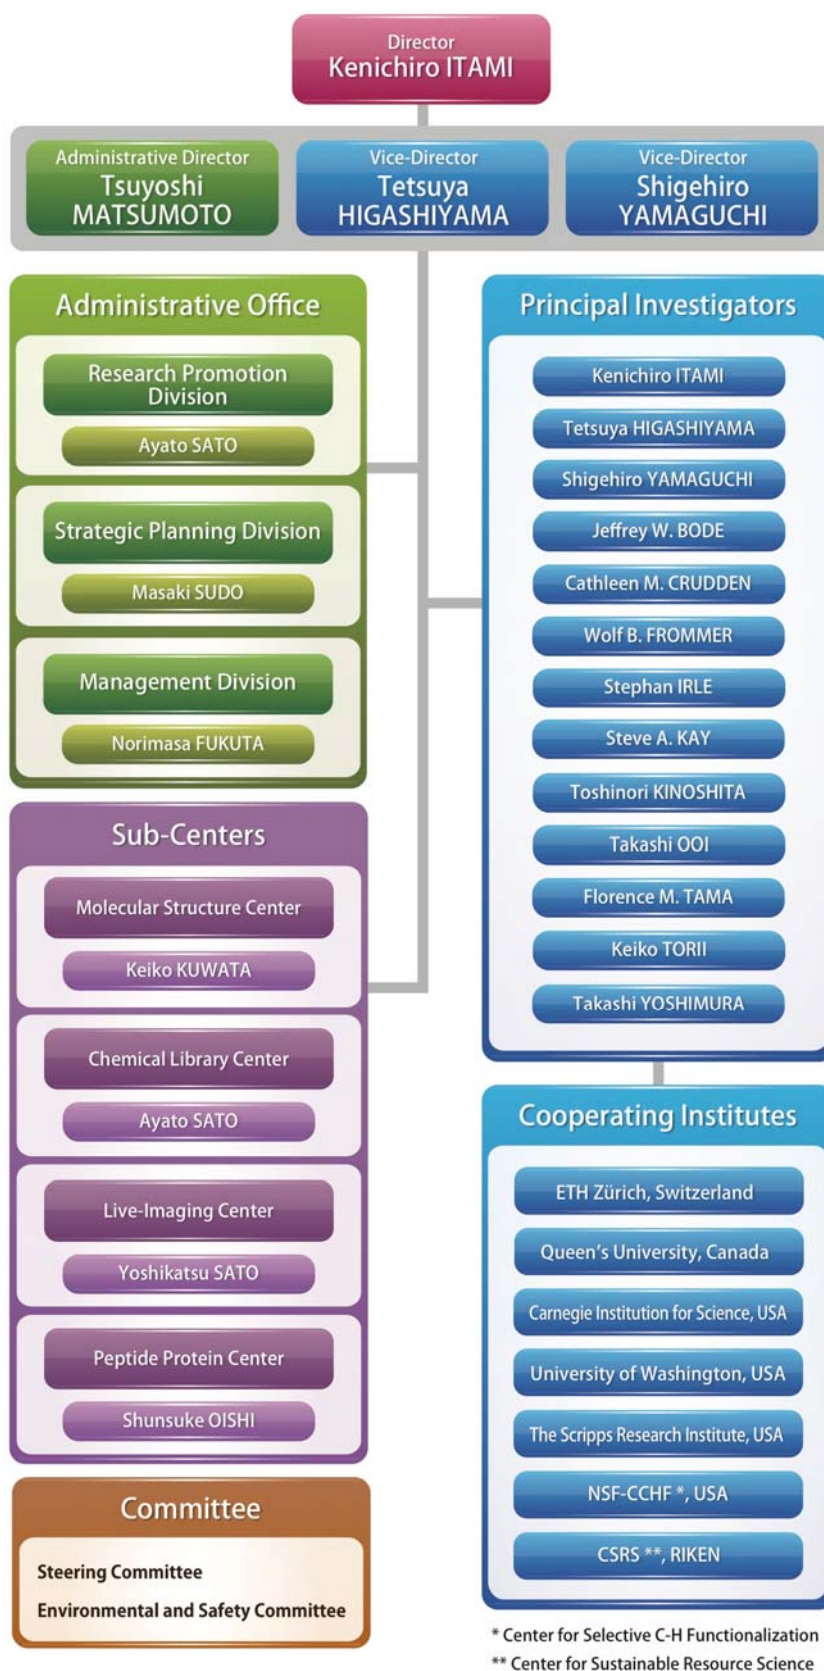 Director
Kenichiro ITAMI
Administrative Director
Tsuyoshi
MATSUMOTO
Vice-Director
Tetsuya
HIGASHIYAMA
Vice-Director
Shigehiro
YAMAGUCHI
Administrative Office
Research Promotion
Division
Ayato SATO
Strategic Planning Division
Masaki SUDO
Management Division
Norimasa FUKUTA
Sub-Centers
Molecular Structure Center
Keiko KUWATA
Chemical Library Center
Ayato SATO
Live-Imaging Center
Yoshikatsu SATO
Peptide Protein Center
Shunsuke OISHI
Committee
Steering Committee
Environmental and Safety Committee
Principal Investigators
Kenichiro ITAMI
Tetsuya HIGASHIYAMA
Shigehiro YAMAGUCHI
Jeffrey W. BODE
Cathleen M. CRUDDEN
Wolf B. FROMMER
Stephan IRLE
Steve A. KAY
Toshinori KINOSHITA
Takashi OOI
Florence M. TAMA
Keiko TORII
Takashi YOSHIMURA
Cooperating Institutes
ETH Zürich, Switzerland
Queen's University, Canada
Carnegie Institution for Science, USA
University of Washington, USA
The Scripps Research Institute, USA
NSF-CCHF *, USA
CSRS **, RIKEN
* Center for Selective C-H Functionalization
** Center for Sustainable Resource Science